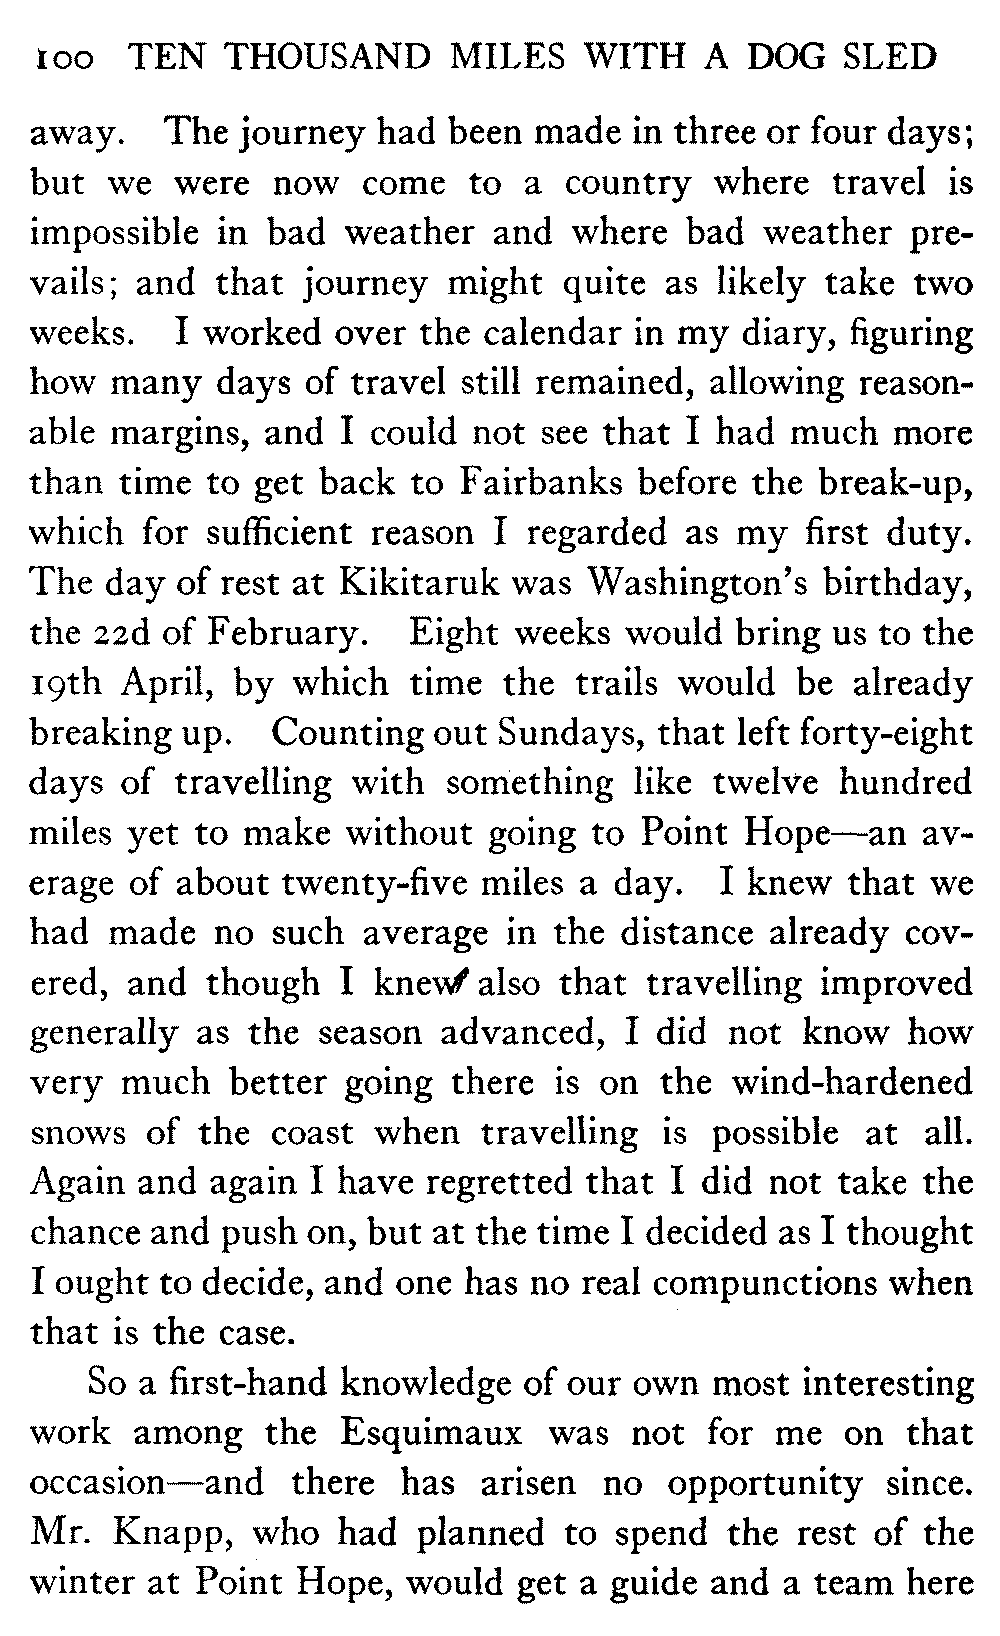 100 TEN THOUSAND MILES WITH A DOG SLED
away. The journey had been made in three or four days;
but we were now come to a country where travel is
impossible in bad weather and where bad weather pre-
vails; and that journey might quite as likely take two
weeks. I worked over the calendar in my diary, figuring
how many days of travel still remained, allowing reason-
able margins, and I could not see that I had much more
than time to get back to Fairbanks before the break-up,
which for sufficient reason I regarded as my first duty.
The day of rest at Kikitaruk was Washington's birthday,
the 22d of February. Eight weeks would bring us to the
19th April, by which time the trails would be already
breaking up. Counting out Sundays, that left forty-eight
days of travelling with something like twelve hundred
miles yet to make without going to Point Hope—an av-
erage of about twenty-five miles a day. I knew that we
had made no such average in the distance already cov-
ered, and though I knew also that travelling improved
generally as the season advanced, I did not know how
very much better going there is on the wind-hardened
snows of the coast when travelling is possible at all.
Again and again I have regretted that I did not take the
chance and push on, but at the time I decided as I thought
I ought to decide, and one has no real compunctions when
that is the case.
So a first-hand knowledge of our own most interesting
work among the Esquimaux was not for me on that
occasion—and there has arisen no opportunity since.
Mr. Knapp, who had planned to spend the rest of the
winter at Point Hope, would get a guide and a team here